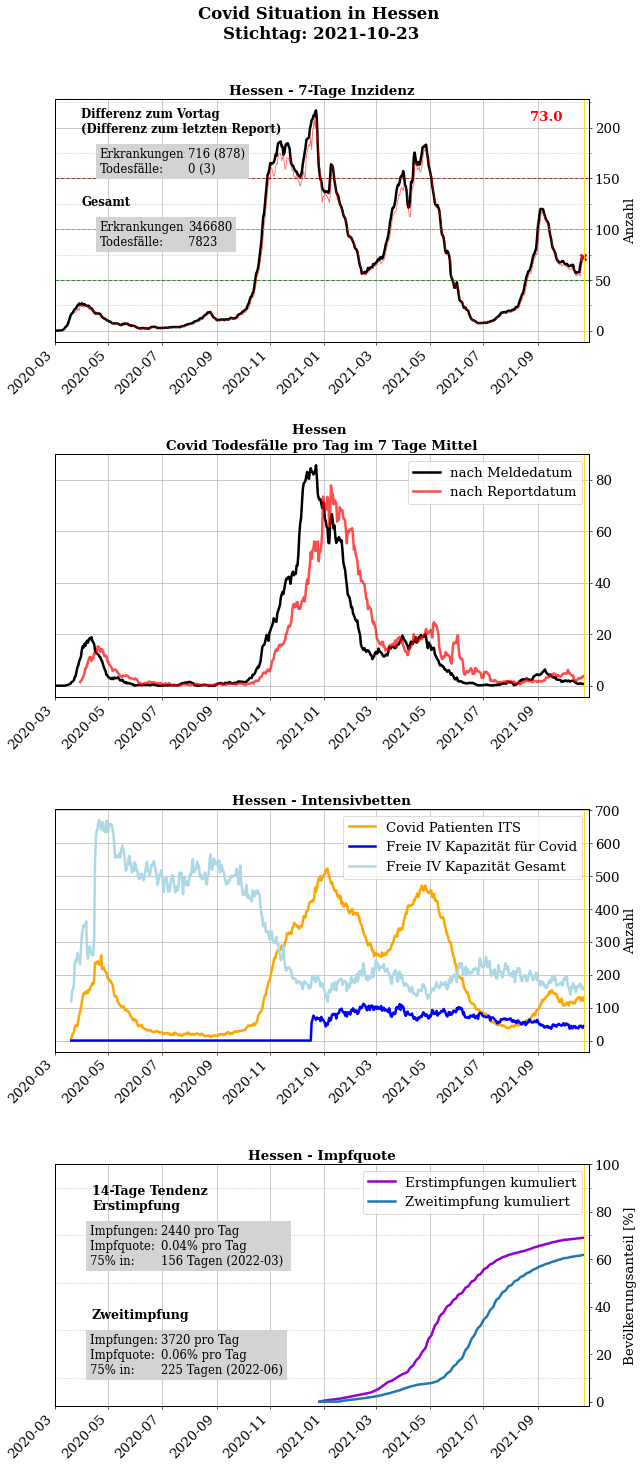 Covid Situation in Hessen
Stichtag: 2021-10-23
Hessen - 7-Tage Inzidenz
Differenz zum Vortag
(Differenz zum letzten Report)
Erkrankungen 716 (878)
Todesfälle: 0 (3)
Gesamt
Erkrankungen 346680
Todesfälle: 7823
73.0
200
150
100
50
0
Anzahl
2020-03
2020-05
2020-07
2020-09
2020-11
2021-01
2021-03
2021-05
2021-07
2021-09
Hessen
Covid Todesfälle pro Tag im 7 Tage Mittel
nach Meldedatum
nach Reportdatum
80
60
40
20
0
2020-03
2020-05
2020-07
2020-09
2020-11
2021-01
2021-03
2021-05
2021-07
2021-09
Hessen - Intensivbetten
Covid Patienten ITS
Freie IV Kapazität für Covid
Freie IV Kapazität Gesamt
700
600
500
400
300
200
100
0
Anzahl
2020-03
2020-05
2020-07
2020-09
2020-11
2021-01
2021-03
2021-05
2021-07
2021-09
Hessen - Impfquote
14-Tage Tendenz
Erstimpfung
Impfungen: 2440 pro Tag
Impfquote: 0.04% pro Tag
75% in: 156 Tagen (2022-03)
Zweitimpfung
Impfungen: 3720 pro Tag
Impfquote: 0.06% pro Tag
75% in: 225 Tagen (2022-06)
Erstimpfungen kumuliert
Zweitimpfung kumuliert
100
80
60
40
20
0
Bevölkerungsanteil [%]
2020-03
2020-05
2020-07
2020-09
2020-11
2021-01
2021-03
2021-05
2021-07
2021-09